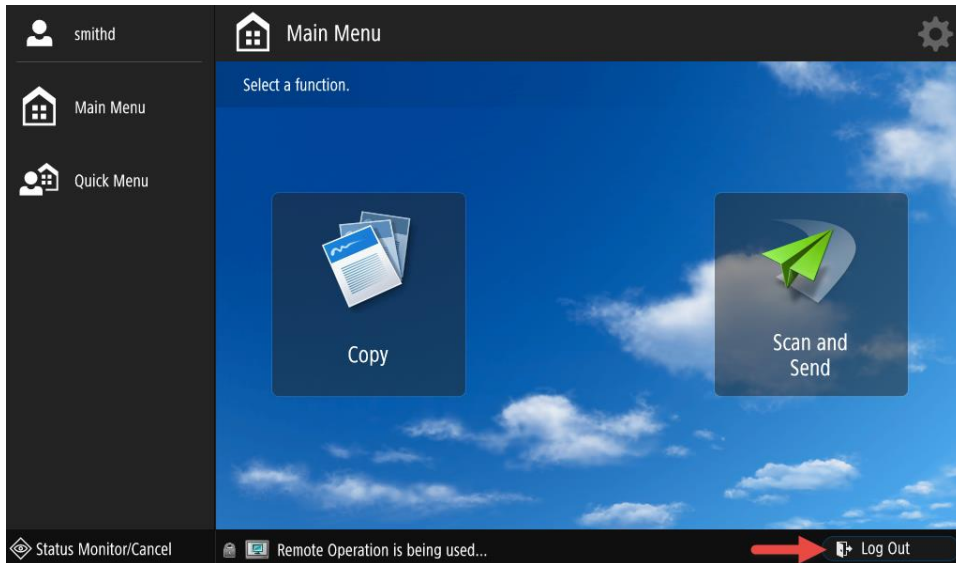 smithd
Main Menu
Quick Menu
Main Menu
Select a function.
Copy
Scan and
Send
Status Monitor/Cancel
Remote Operation is being used...
Log Out